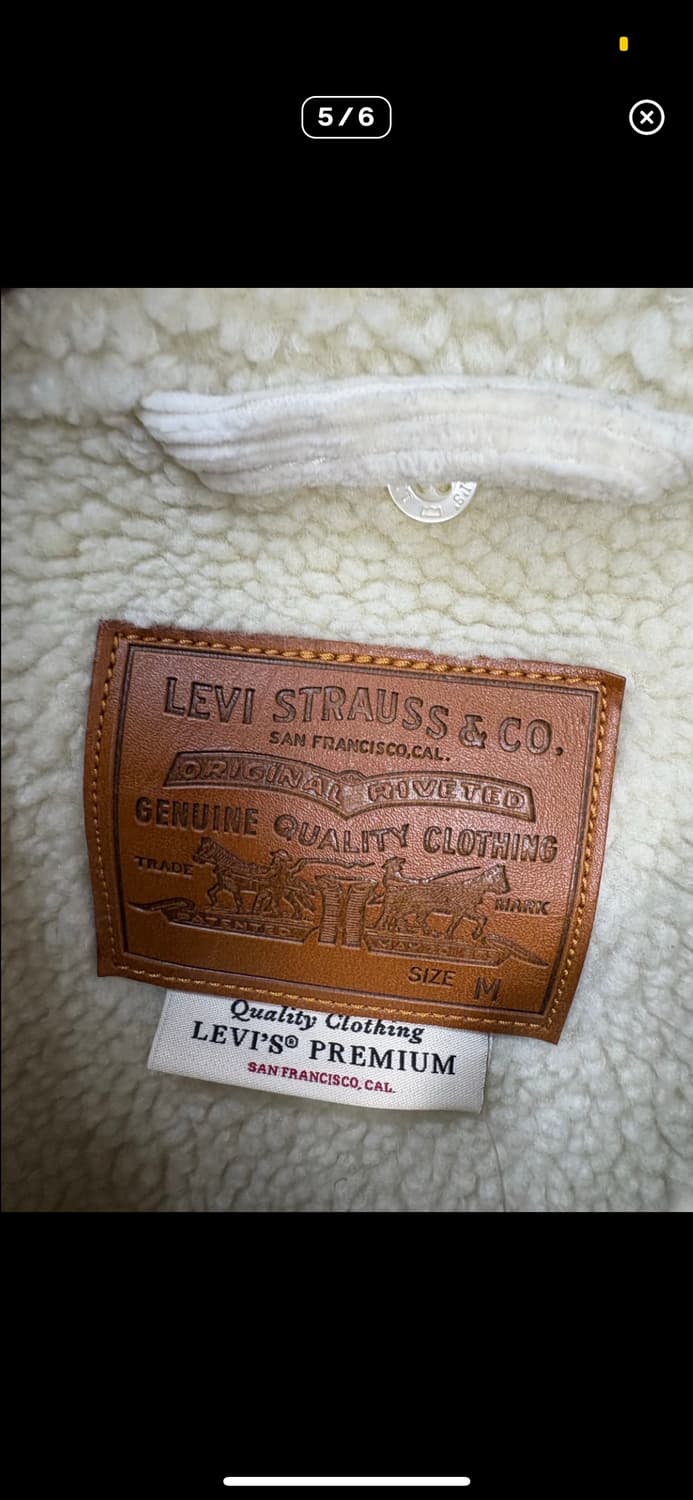 5/6
LEVI STRAUSS & CO.
SAN FRANCISCO, CAL.
ORIGINAL RIVETED
GENUINE QUALITY CLOTHING
TRADE MARK
PATENTED
SIZE M
Quality Clothing
LEVI'S® PREMIUM
SAN FRANCISCO, CAL.